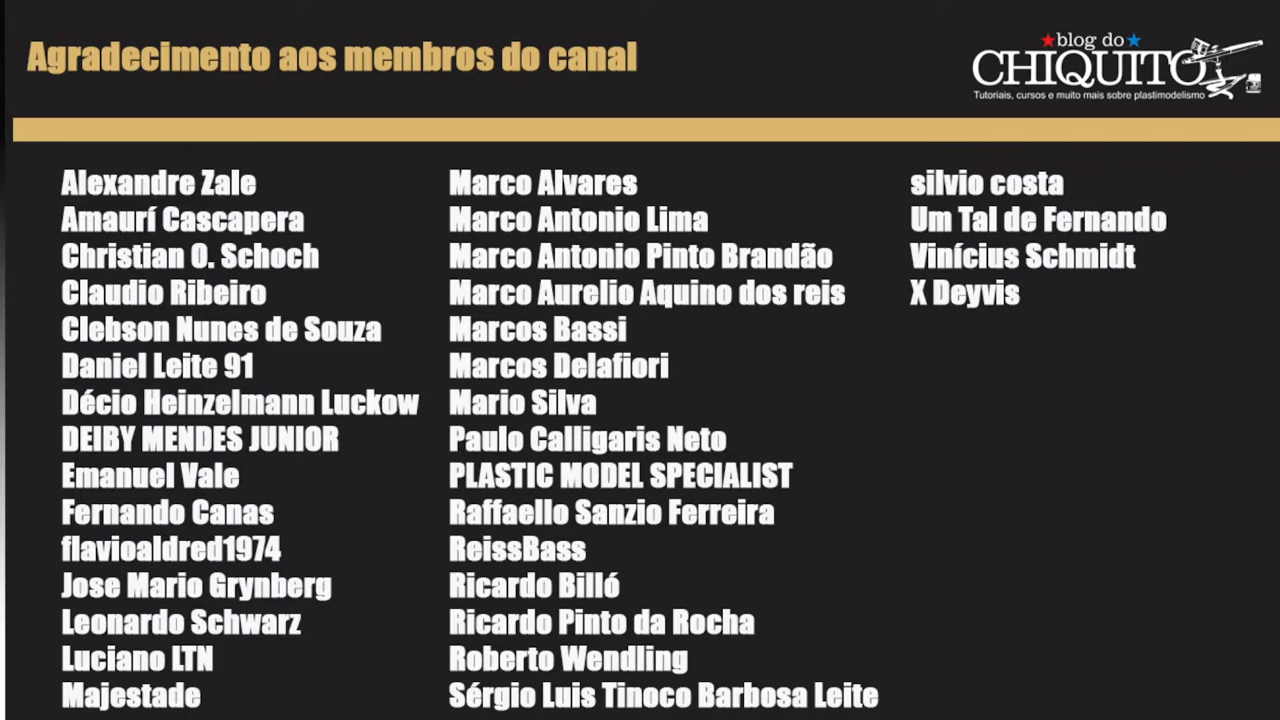 Agradecimento aos membros do canal
blog do
CHIQUITO
Tutoriais, cursos e muito mais sobre plastimodelismo
Alexandre Zale
Amaurí Cascapera
Christian O. Schoch
Claudio Ribeiro
Clebson Nunes de Souza
Daniel Leite 91
Décio Heinzelmann Luckow
DEIBY MENDES JUNIOR
Emanuel Vale
Fernando Canas
flavioaldred1974
Jose Mario Grynberg
Leonardo Schwarz
Luciano LTN
Majestade
Marco Alvares
Marco Antonio Lima
Marco Antonio Pinto Brandão
Marco Aurelio Aquino dos reis
Marcos Bassi
Marcos Delafiori
Mario Silva
Paulo Calligaris Neto
PLASTIC MODEL SPECIALIST
Raffaello Sanzio Ferreira
ReissBass
Ricardo Billó
Ricardo Pinto da Rocha
Roberto Wendling
Sérgio Luis Tinoco Barbosa Leite
silvio costa
Um Tal de Fernando
Vinícius Schmidt
X Deyvis